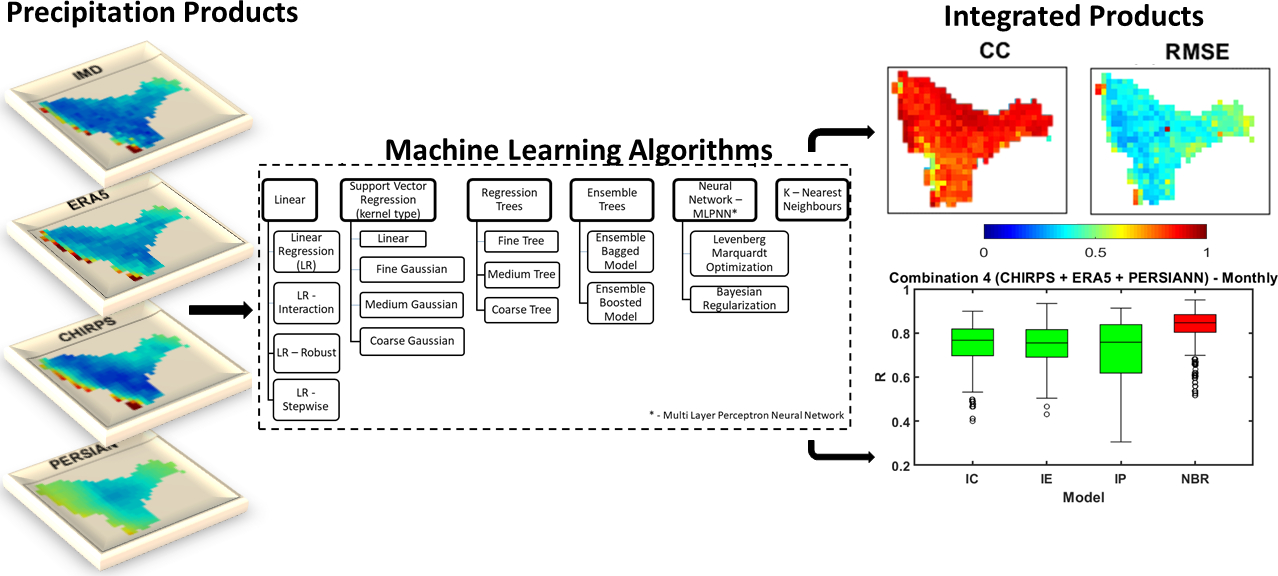 Precipitation Products
IMD
ERA5
CHIRPS
PERSIAN
Machine Learning Algorithms
Linear
Linear
Regression
(LR)
LR -
Interaction
LR – Robust
LR -
Stepwise
Support Vector
Regression
(kernel type)
Linear
Fine Gaussian
Medium Gaussian
Coarse Gaussian
Regression
Trees
Fine Tree
Medium Tree
Coarse Tree
Ensemble
Trees
Ensemble
Bagged
Model
Ensemble
Boosted
Model
Neural
Network –
MLPNN*
Levenberg
Marquardt
Optimization
Bayesian
Regularization
K – Nearest
Neighbours
* - Multi Layer Perceptron Neural Network
Integrated Products
CC
RMSE
0
0.5
1
Combination 4 (CHIRPS + ERA5 + PERSIANN) - Monthly
1
0.8
0.6
0.4
0.2
R
IC
IE
IP
NBR
Model